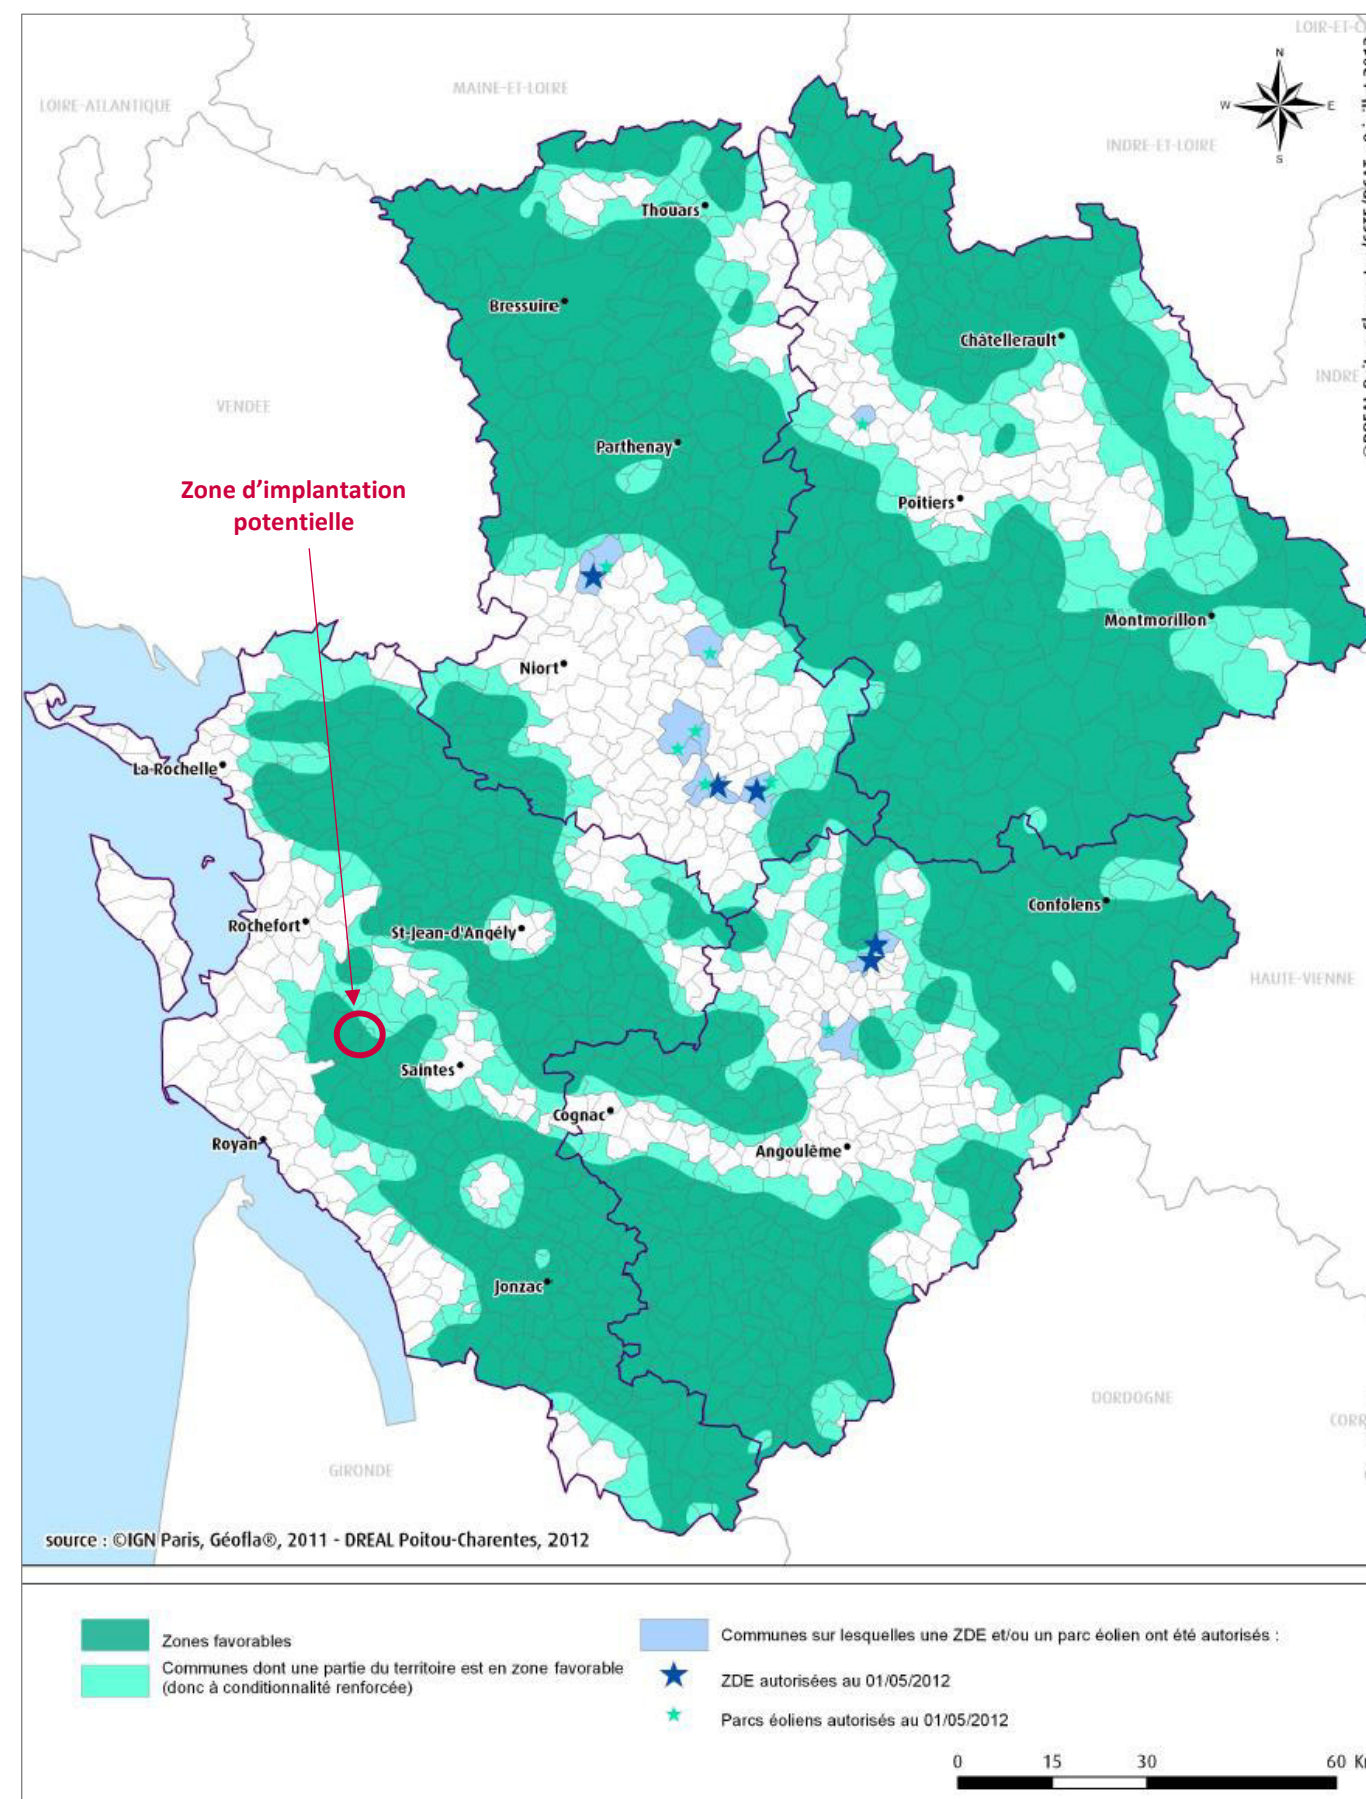 LOIR-ET-C
MAINE-ET-LOIRE
LOIRE-ATLANTIQUE
N
W
E
S
INDRE-ET-LOIRE
Thouars
Bressuire
Châtellerault
INDRE
VENDEE
Parthenay
Zone d'implantation
potentielle
Poitiers
Montmorillon
Niort
La Rochelle
Confolens
Rochefort
St-Jean-d'Angély
HAUTE-VIENNE
Saintes
Cognac
Royan
Angoulême
Jonzac
DORDOGNE
CORR
GIRONDE
source : ©IGN Paris, Géofla®, 2011 - DREAL Poitou-Charentes, 2012
Zones favorables
Communes dont une partie du territoire est en zone favorable
(donc à conditionnalité renforcée)
Communes sur lesquelles une ZDE et/ou un parc éolien ont été autorisés :
ZDE autorisées au 01/05/2012
Parcs éoliens autorisés au 01/05/2012
0 15 30 60 K